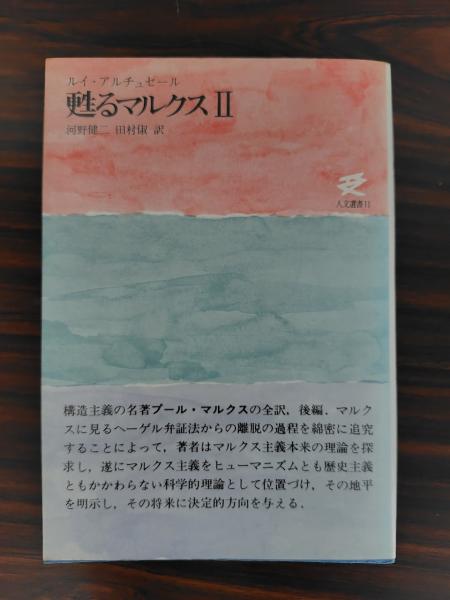 ルイ・アルチュセール
甦るマルクスⅡ
河野健二 田村俶 訳
人文選書11
構造主義の名著プール・マルクスの全訳，後編．マルク
スに見るヘーゲル弁証法からの離脱の過程を綿密に追究
することによって，著者はマルクス主義本来の理論を探
求し，遂にマルクス主義をヒューマニズムとも歴史主義
ともかかわらない科学的理論として位置づけ，その地平
を明示し，その将来に決定的方向を与える．